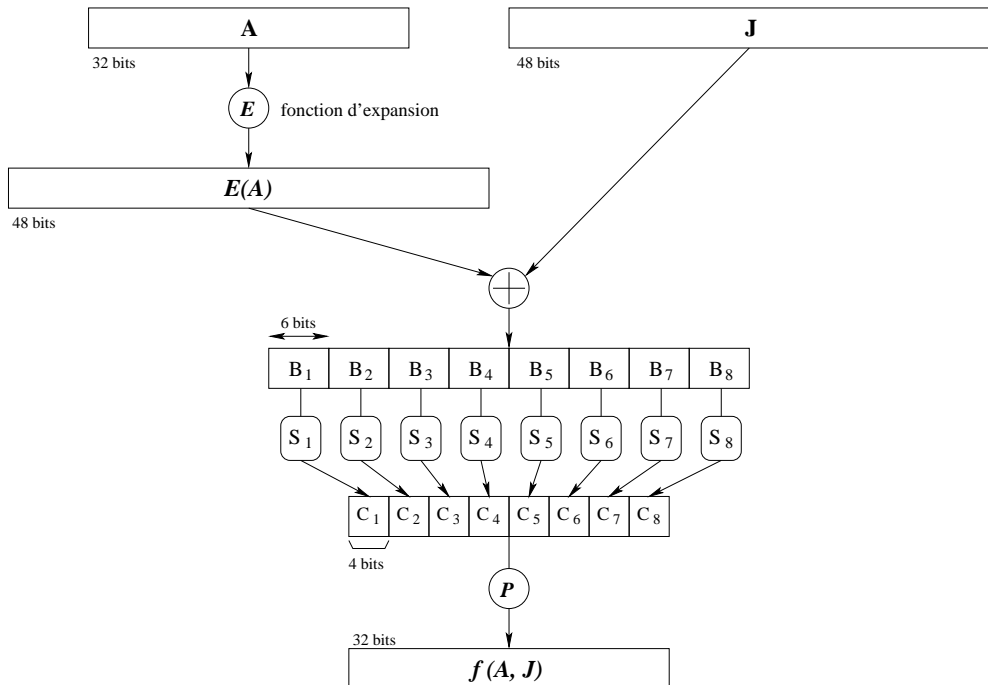 A
J
32 bits
48 bits
E
fonction d'expansion
E(A)
48 bits
6 bits
B1 B2 B3 B4 B5 B6 B7 B8
S1 S2 S3 S4 S5 S6 S7 S8
C1 C2 C3 C4 C5 C6 C7 C8
4 bits
P
32 bits
f(A, J)